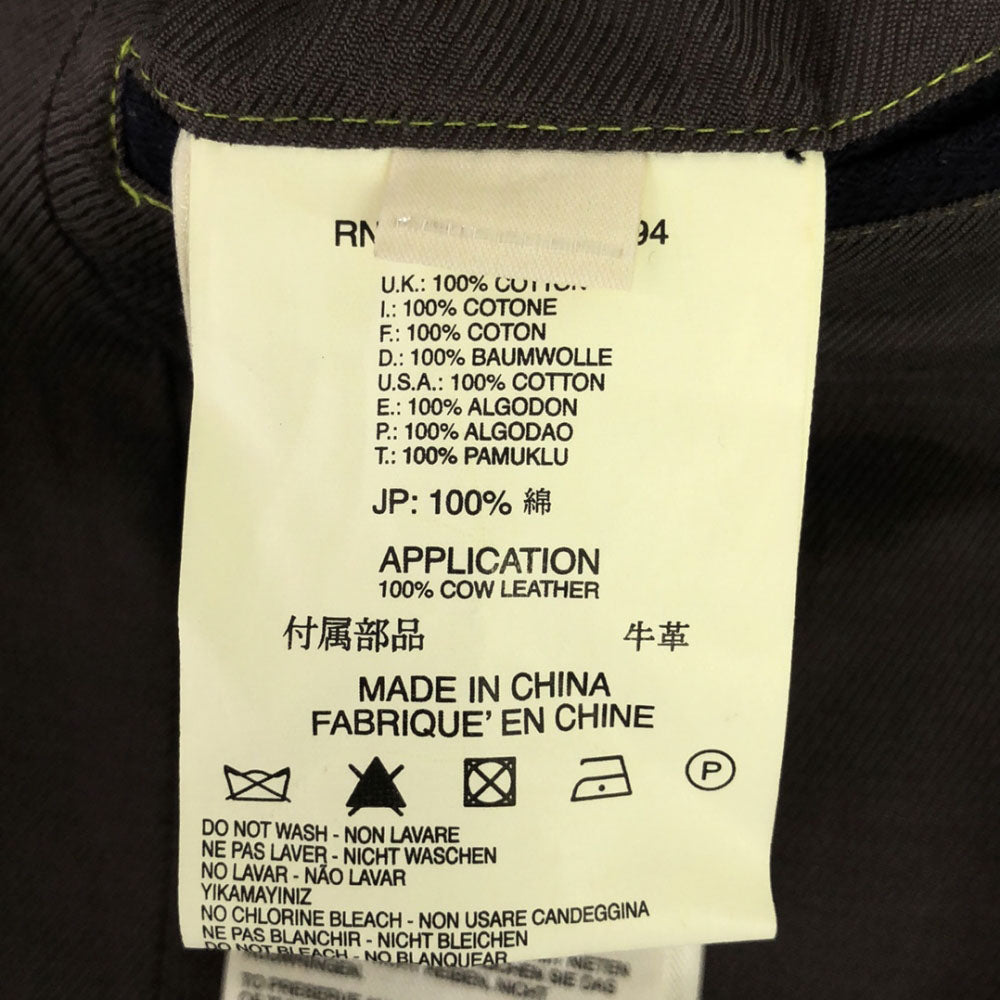 RN 94
U.K.: 100% COTTON
I.: 100% COTONE
F.: 100% COTON
D.: 100% BAUMWOLLE
U.S.A.: 100% COTTON
E.: 100% ALGODON
P.: 100% ALGODAO
T.: 100% PAMUKLU
JP: 100% 綿
APPLICATION
100% COW LEATHER
付属部品 牛革
MADE IN CHINA
FABRIQUE' EN CHINE
P
DO NOT WASH - NON LAVARE
NE PAS LAVER - NICHT WASCHEN
NO LAVAR - NÃO LAVAR
YIKAMAYINIZ
NO CHLORINE BLEACH - NON USARE CANDEGGINA
NE PAS BLANCHIR - NICHT BLEICHEN
DO NOT BLEACH - NO BLANQUEAR